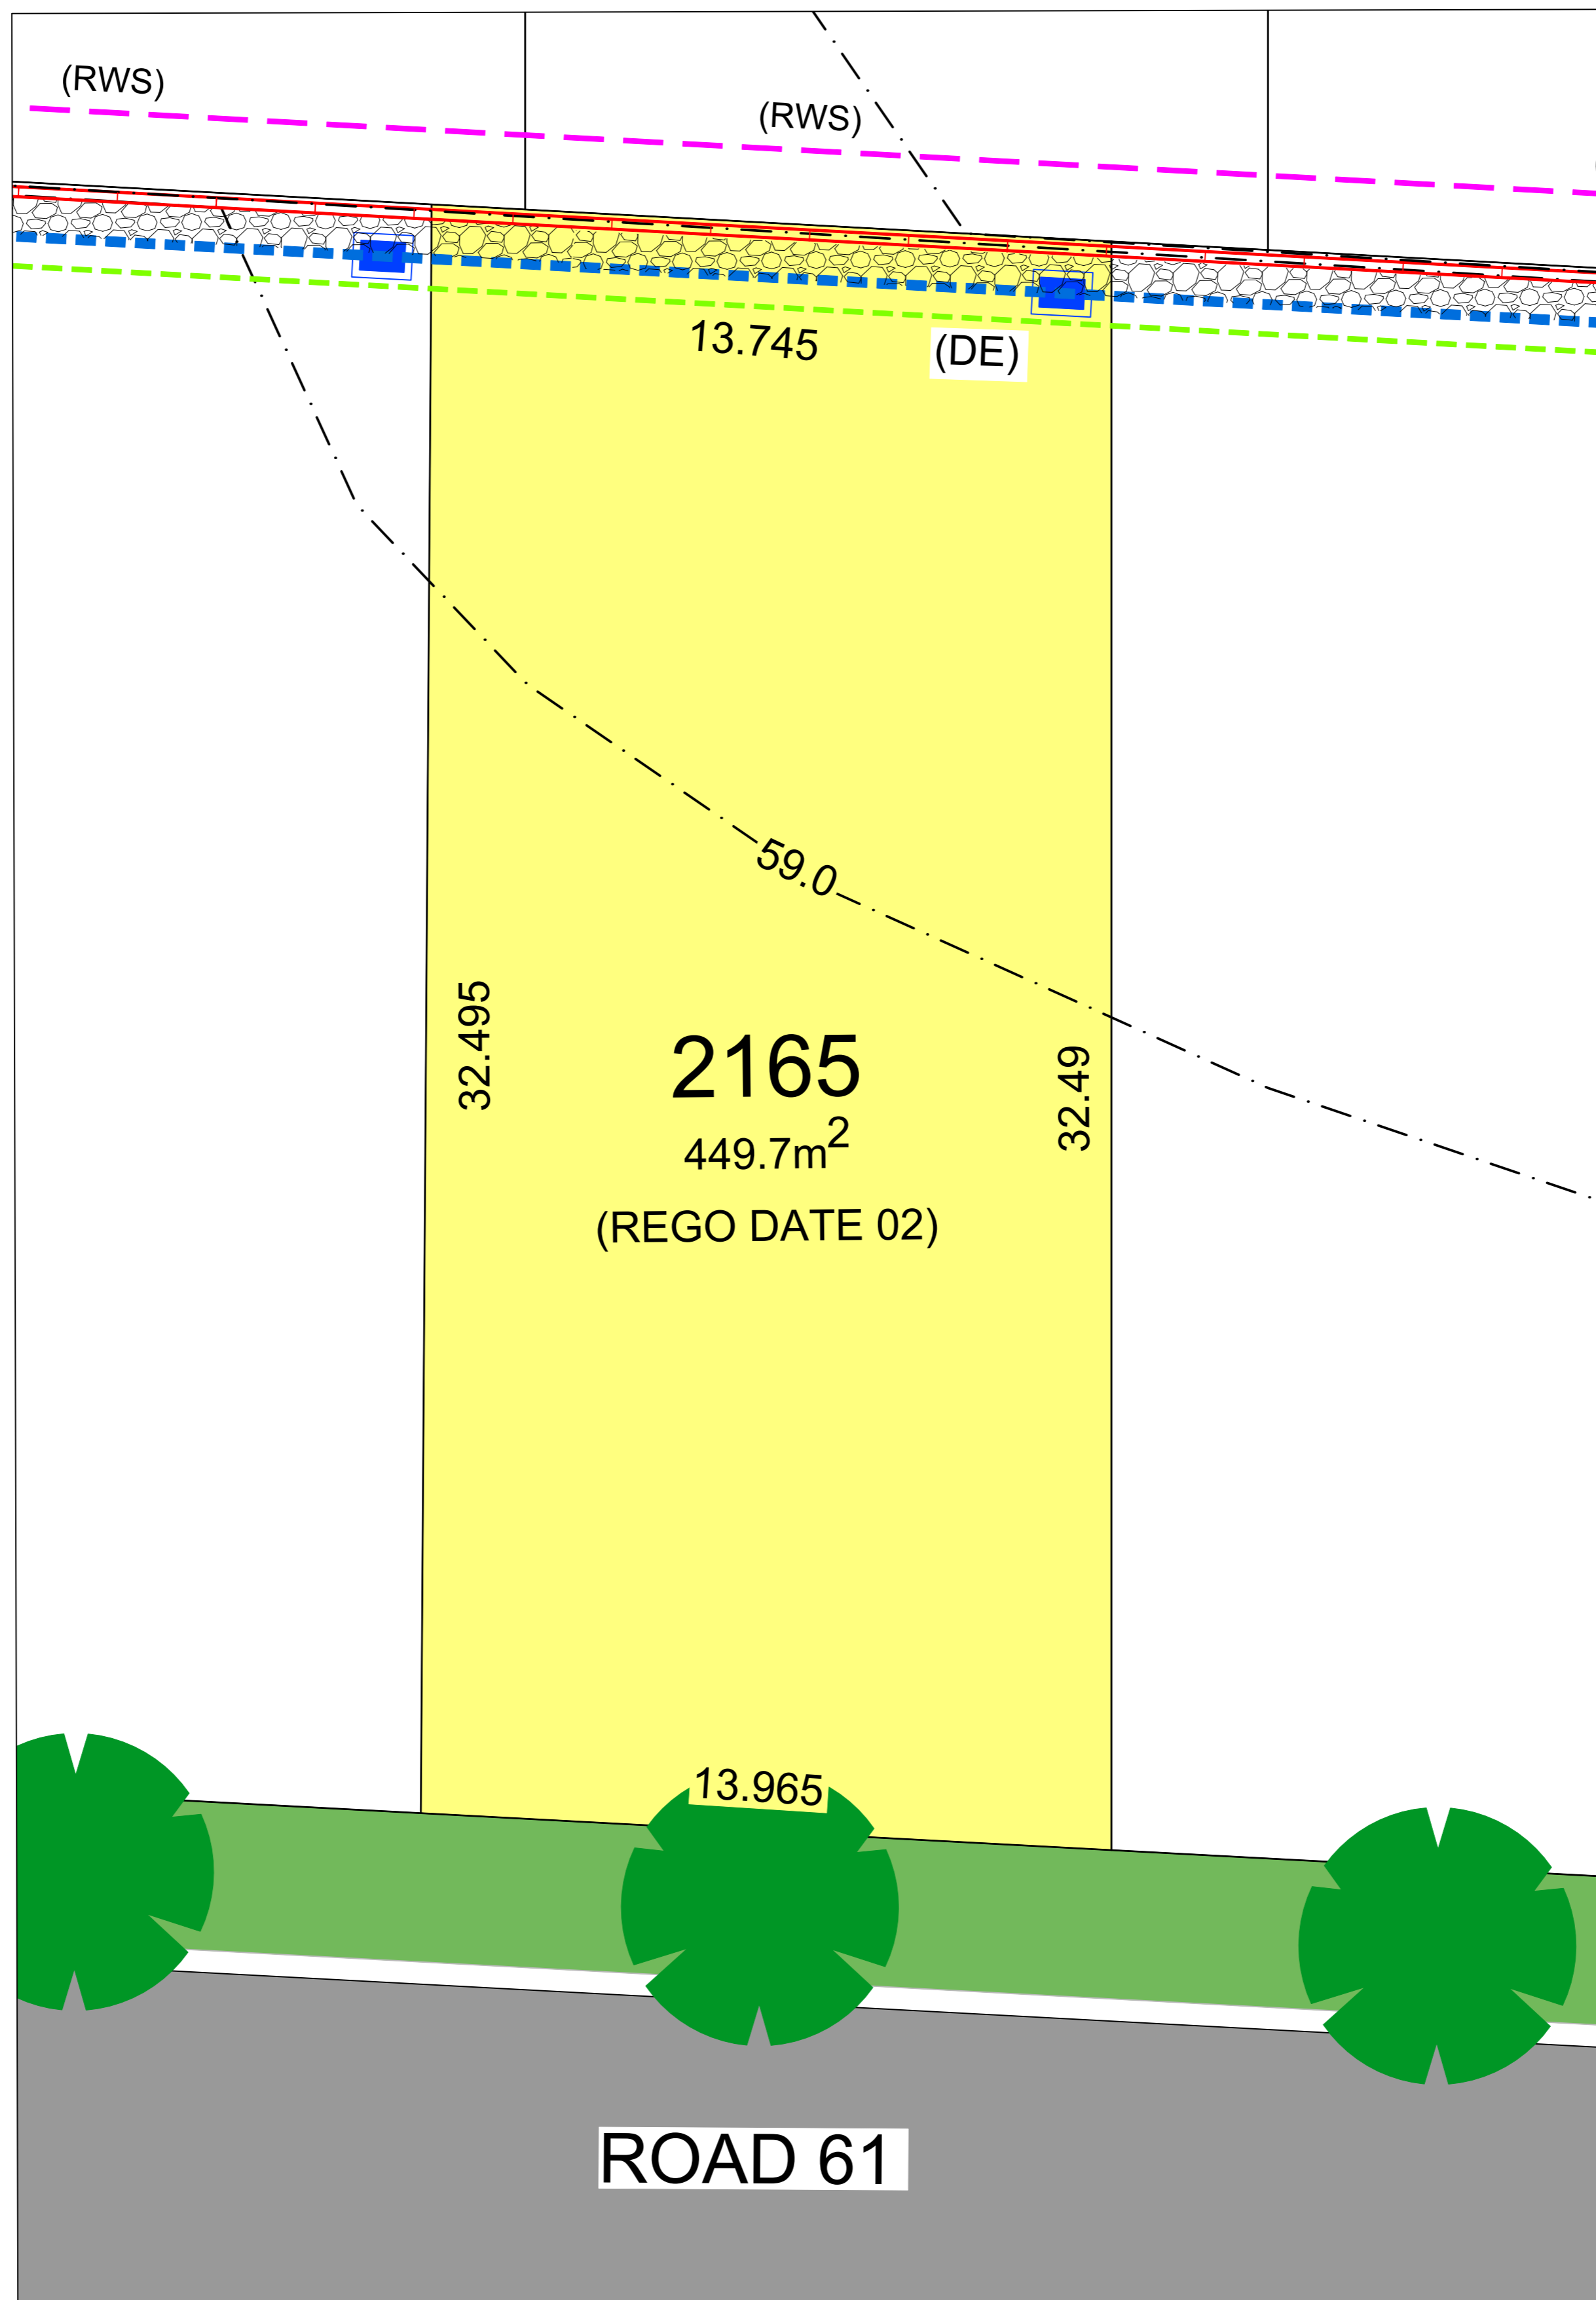 (RWS)
(RWS)
13.745
(DE)
59.0
32.495
32.49
2165
449.7m²
(REGO DATE 02)
13.965
ROAD 61